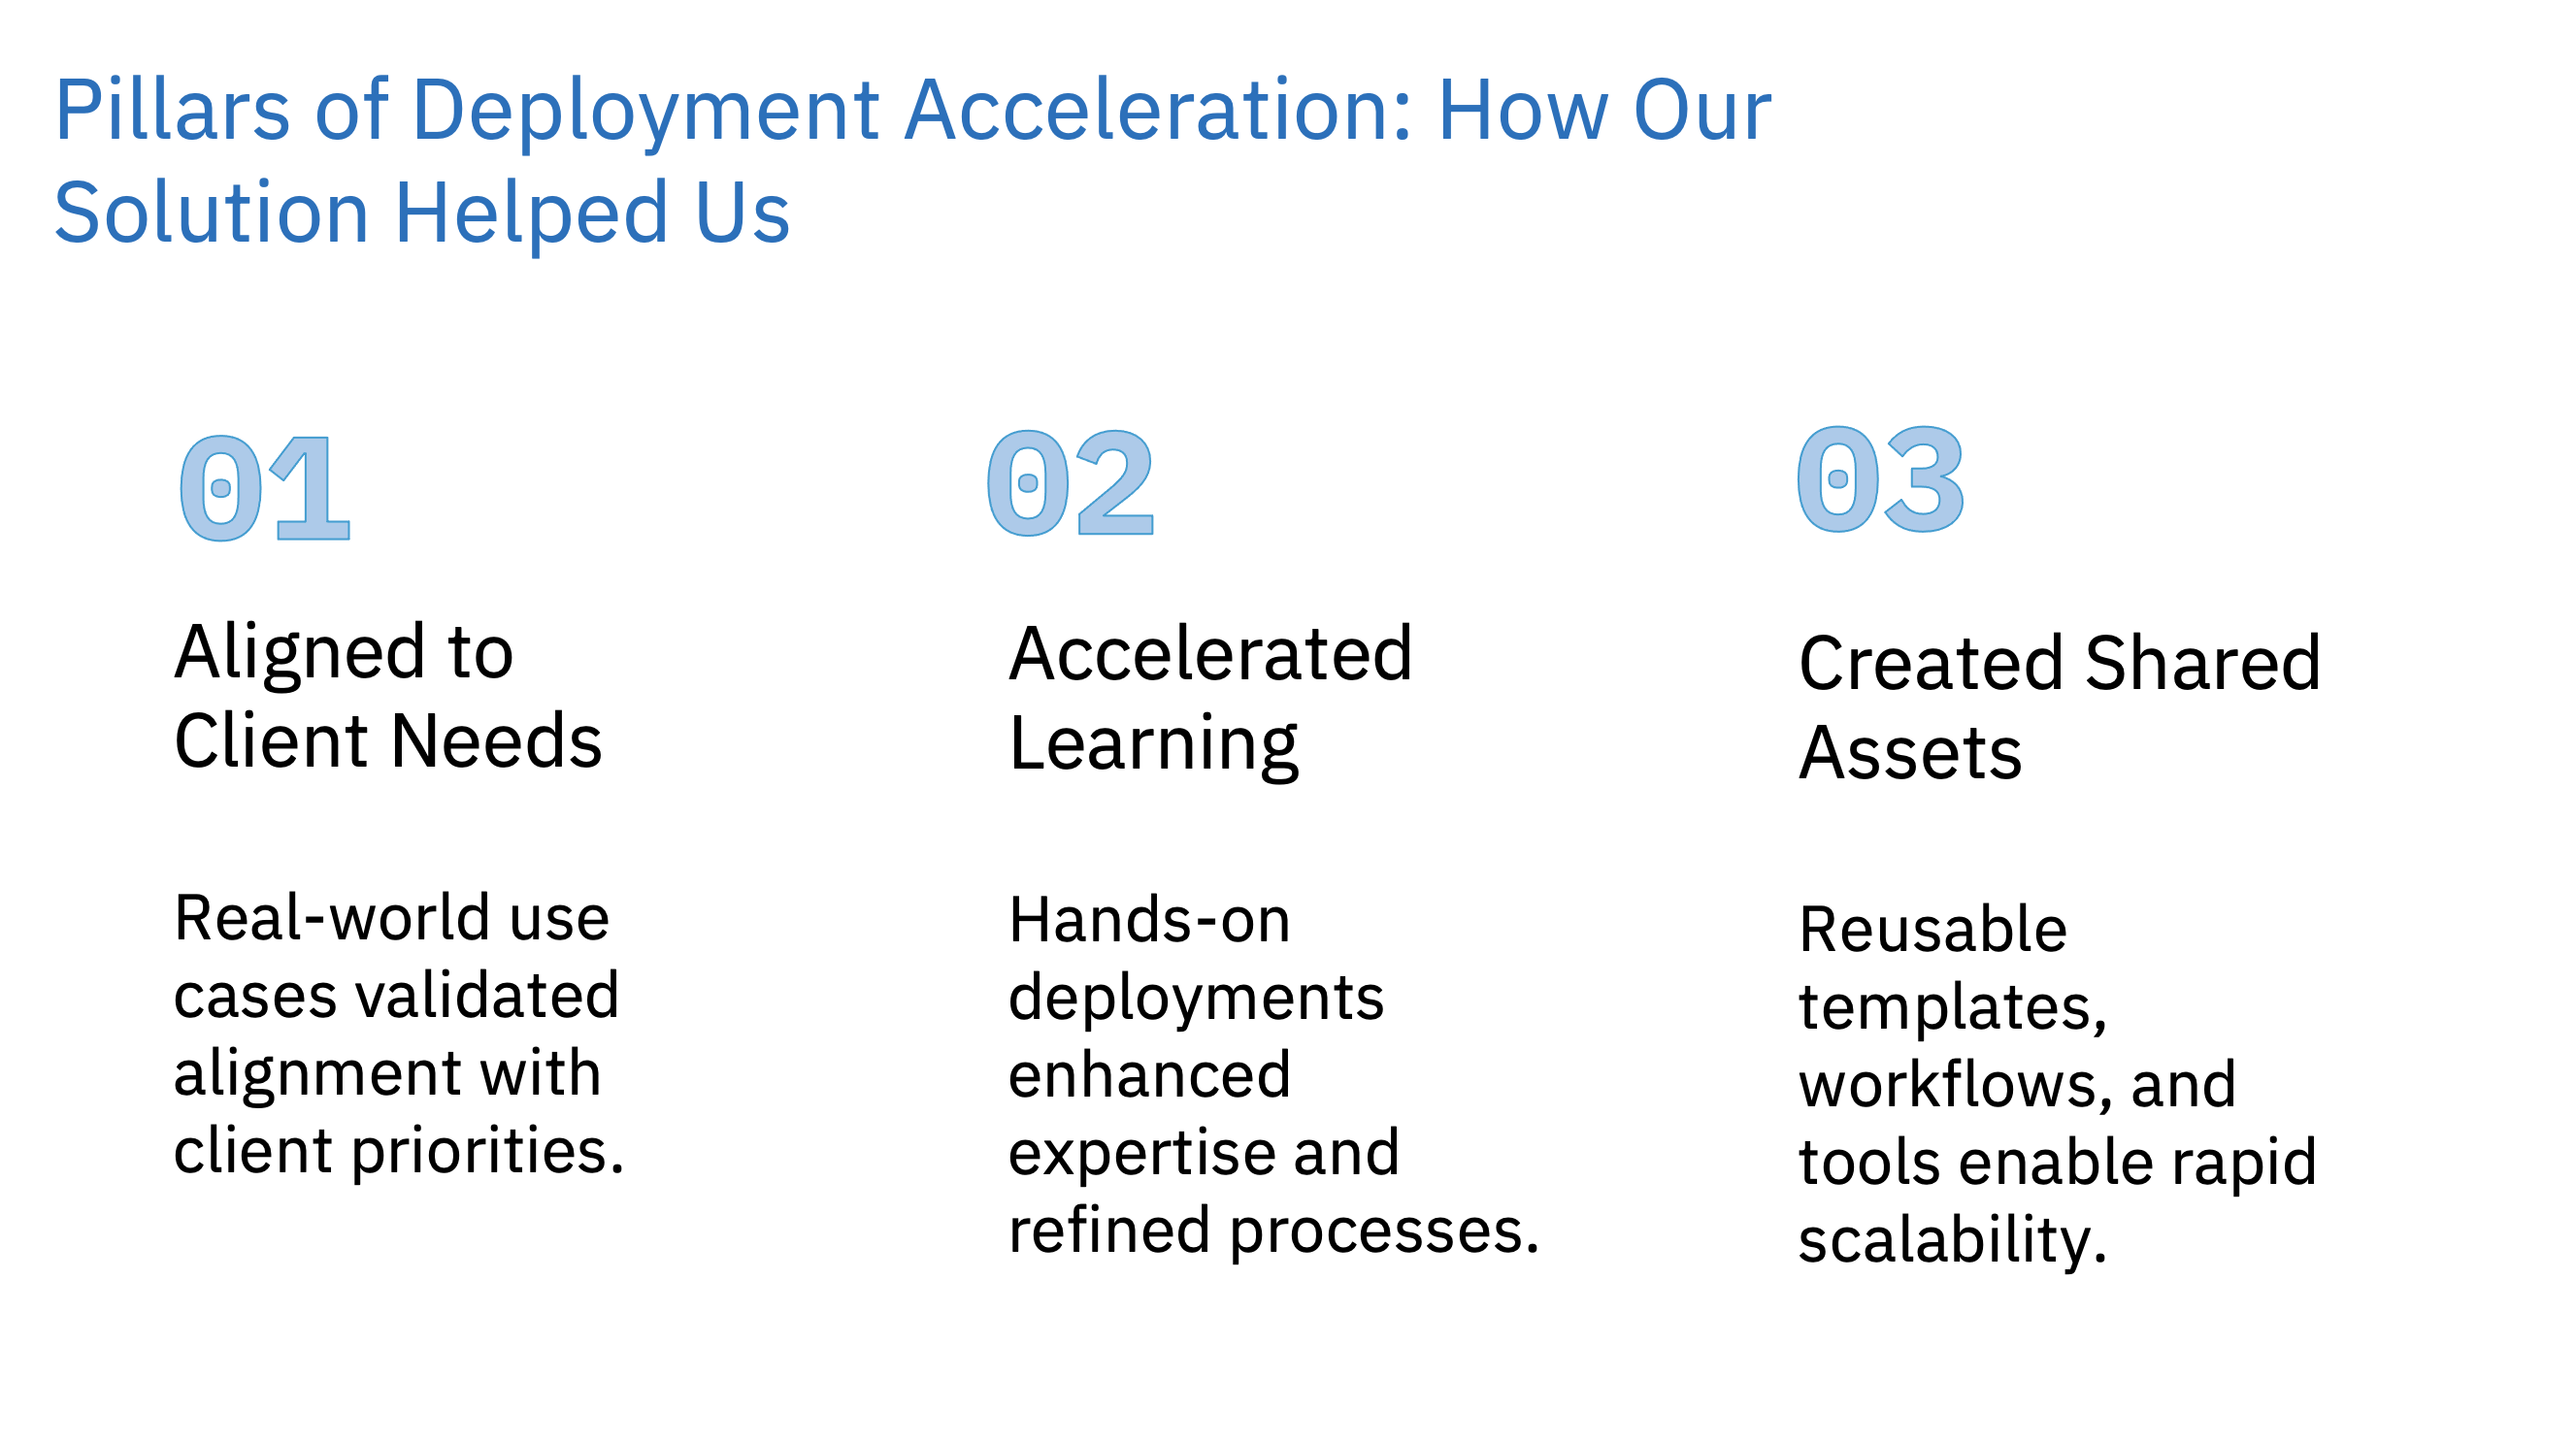 Pillars of Deployment Acceleration: How Our
Solution Helped Us
01
Aligned to
Client Needs
Real-world use
cases validated
alignment with
client priorities.
02
Accelerated
Learning
Hands-on
deployments
enhanced
expertise and
refined processes.
03
Created Shared
Assets
Reusable
templates,
workflows, and
tools enable rapid
scalability.